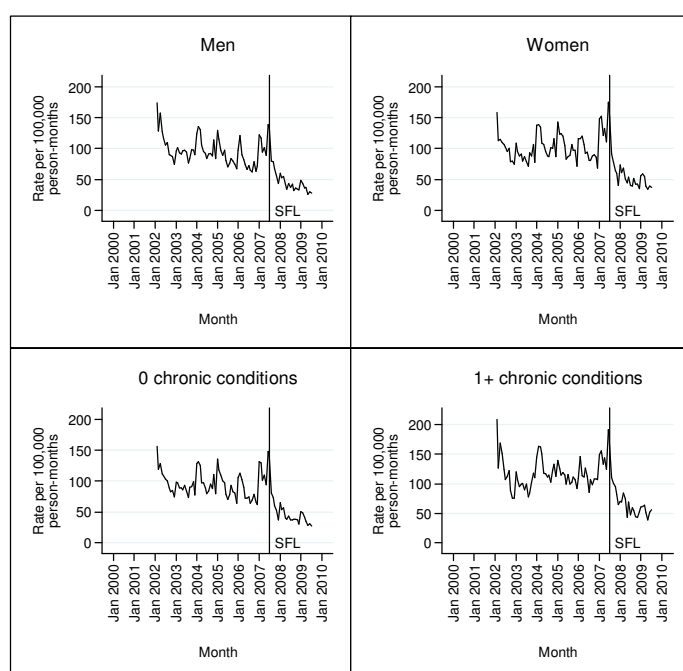 Men
Rate per 100,000
person-months
200
150
100
50
0
SFL
Jan 2000
Jan 2001
Jan 2002
Jan 2003
Jan 2004
Jan 2005
Jan 2006
Jan 2007
Jan 2008
Jan 2009
Jan 2010
Month
Women
Rate per 100,000
person-months
200
150
100
50
0
SFL
Jan 2000
Jan 2001
Jan 2002
Jan 2003
Jan 2004
Jan 2005
Jan 2006
Jan 2007
Jan 2008
Jan 2009
Jan 2010
Month
0 chronic conditions
Rate per 100,000
person-months
200
150
100
50
0
SFL
Jan 2000
Jan 2001
Jan 2002
Jan 2003
Jan 2004
Jan 2005
Jan 2006
Jan 2007
Jan 2008
Jan 2009
Jan 2010
Month
1+ chronic conditions
Rate per 100,000
person-months
200
150
100
50
0
SFL
Jan 2000
Jan 2001
Jan 2002
Jan 2003
Jan 2004
Jan 2005
Jan 2006
Jan 2007
Jan 2008
Jan 2009
Jan 2010
Month